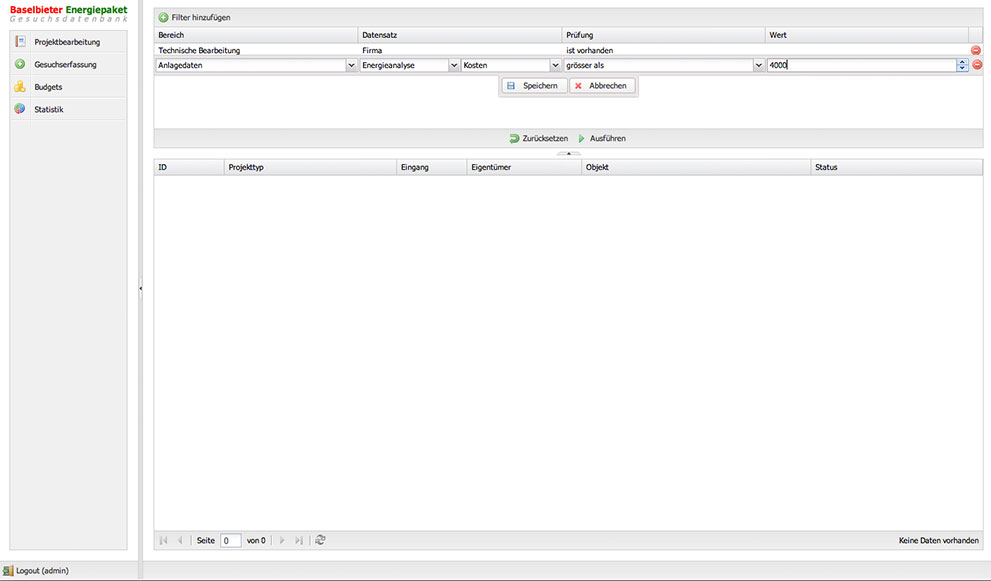 Baselbieter Energiepaket
Gesuchsdatenbank
Projektbearbeitung
Gesuchserfassung
Budgets
Statistik
Logout (admin)
Filter hinzufügen
Bereich Datensatz Prüfung Wert
Technische Bearbeitung Firma ist vorhanden
Anlagedaten Energieanalyse Kosten grösser als 4000
Speichern Abbrechen
Zurücksetzen Ausführen
ID Projekttyp Eingang Eigentümer Objekt Status
Seite 0 von 0 Keine Daten vorhanden